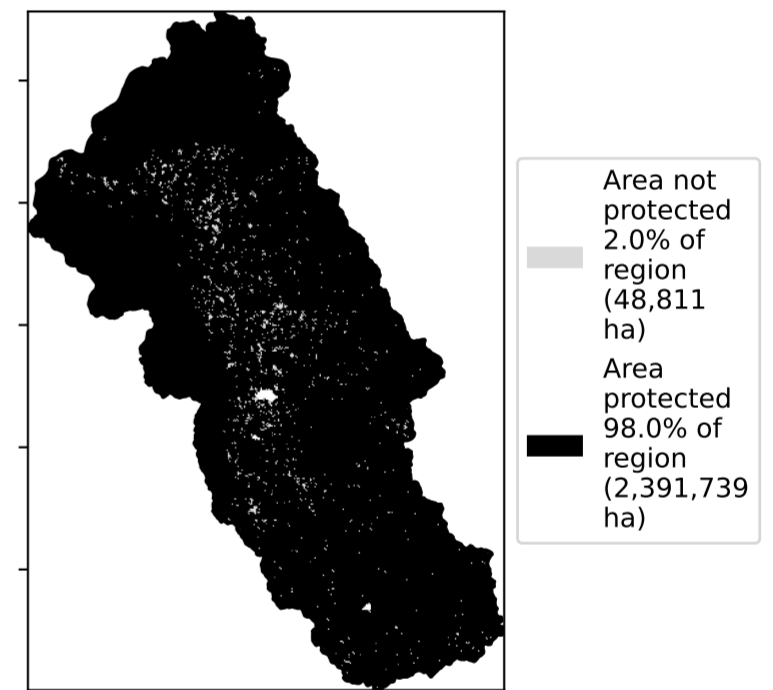 Area not
protected
2.0% of
region
(48,811
ha)
Area
protected
98.0% of
region
(2,391,739
ha)